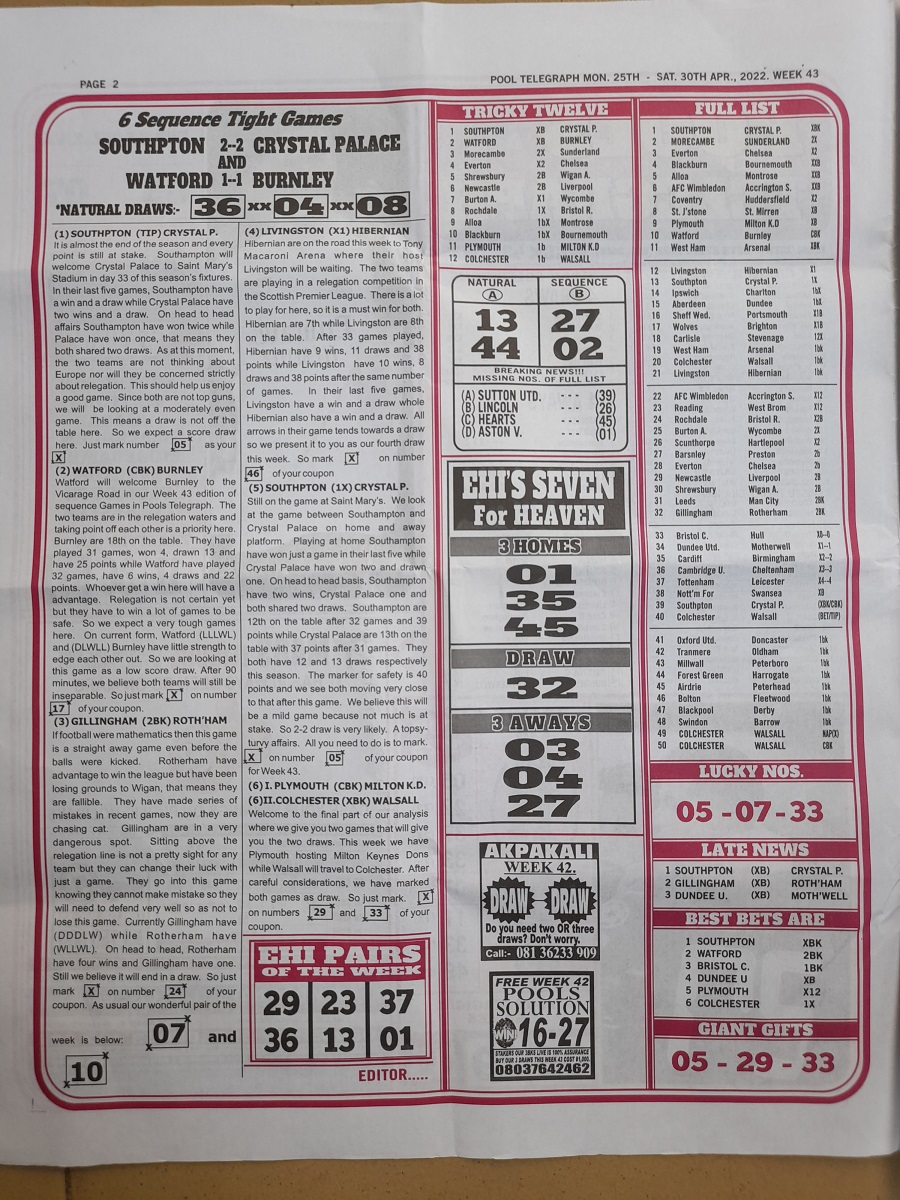 PAGE 2
POOL TELEGRAPH MON. 25TH - SAT. 30TH APR., 2022. WEEK 43
6 Sequence Tight Games
SOUTHPTON 2--2 CRYSTAL PALACE
AND
WATFORD 1--1 BURNLEY
*NATURAL DRAWS:- 36 xx 04 xx 08
(1) SOUTHPTON (TIP) CRYSTAL P.
It is almost the end of the season and every
point is still at stake. Southampton will
welcome Crystal Palace to Saint Mary's
Stadium in day 33 of this season's fixtures.
In their last five games, Southampton have
a win and a draw while Crystal Palace have
two wins and a draw. On head to head
affairs Southampton have won twice while
Palace have won once, that means they
both shared two draws. As at this moment,
the two teams are not thinking about
Europe nor will they be concerned strictly
about relegation. This should help us enjoy
a good game. Since both are not top guns,
we will be looking at a moderately even
game. This means a draw is not off the
table here. So we expect a score draw
here. Just mark number 05 as your
X
(2) WATFORD (CBK) BURNLEY
Watford will welcome Burnley to the
Vicarage Road in our Week 43 edition of
sequence Games in Pools Telegraph. The
two teams are in the relegation waters and
taking point off each other is a priority here.
Burnley are 18th on the table. They have
played 31 games, won 4, drawn 13 and
have 25 points while Watford have played
32 games, have 6 wins, 4 draws and 22
points. Whoever get a win here will have a
advantage. Relegation is not certain yet
but they have to win a lot of games to be
safe. So we expect a very tough games
here. On current form, Watford (LLLWL)
and (DLWLL) Burnley have little strength to
edge each other out. So we are looking at
this game as a low score draw. After 90
minutes, we believe both teams will still be
inseparable. So just mark X on number
17 of your coupon.
(3) GILLINGHAM (2BK) ROTH'HAM
If football were mathematics then this game
is a straight away game even before the
balls were kicked. Rotherham have
advantage to win the league but have been
losing grounds to Wigan, that means they
are fallible. They have made series of
mistakes in recent games, now they are
chasing cat. Gillingham are in a very
dangerous spot. Sitting above the
relegation line is not a pretty sight for any
team but they can change their luck with
just a game. They go into this game
knowing they cannot make mistake so they
will need to defend very well so as not to
lose this game. Currently Gillingham have
(DDDLW) while Rotherham have
(WLLWL). On head to head, Rotherham
have four wins and Gillingham have one.
Still we believe it will end in a draw. So just
mark X on number 24 of your
coupon. As usual our wonderful pair of the
week is below: 07 and
10
(4) LIVINGSTON (X1) HIBERNIAN
Hibernian are on the road this week to Tony
Macaroni Arena where their host
Livingston will be waiting. The two teams
are playing in a relegation competition in
the Scottish Premier League. There is a lot
to play for here, so it is a must win for both.
Hibernian are 7th while Livingston are 8th
on the table. After 33 games played,
Hibernian have 9 wins, 11 draws and 38
points while Livingston have 10 wins, 8
draws and 38 points after the same number
of games. In their last five games,
Livingston have a win and a draw whole
Hibernian also have a win and a draw. All
arrows in their game tends towards a draw
so we present it to you as our fourth draw
this week. So mark X on number
46 of your coupon
(5) SOUTHPTON (1X) CRYSTAL P.
Still on the game at Saint Mary's. We look
at the game between Southampton and
Crystal Palace on home and away
platform. Playing at home Southampton
have won just a game in their last five while
Crystal Palace have won two and drawn
one. On head to head basis, Southampton
have two wins, Crystal Palace one and
both shared two draws. Southampton are
12th on the table after 32 games and 39
points while Crystal Palace are 13th on the
table with 37 points after 31 games. They
both have 12 and 13 draws respectively
this season. The marker for safety is 40
points and we see both moving very close
to that after this game. We believe this will
be a mild game because not much is at
stake. So 2-2 draw is very likely. A topsy-
turvy affairs. All you need to do is to mark.
X on number 05 of your coupon
for Week 43.
(6) I. PLYMOUTH (CBK) MILTON K.D.
(6)II.COLCHESTER (XBK) WALSALL
Welcome to the final part of our analysis
where we give you two games that will give
you the two draws. This week we have
Plymouth hosting Milton Keynes Dons
while Walsall will travel to Colchester. After
careful considerations, we have marked
both games as draw. So just mark. X
on numbers 29 and 33 of your
coupon.
EHI PAIRS
OF THE WEEK
29 23 37
36 13 01
EDITOR.....
TRICKY TWELVE
1 SOUTHPTON XB CRYSTAL P.
2 WATFORD XB BURNLEY
3 Morecambe 2X Sunderland
4 Everton X2 Chelsea
5 Shrewsbury 2B Wigan A.
6 Newcastle 2B Liverpool
7 Burton A. X1 Wycombe
8 Rochdale 1X Bristol R.
9 Alloa 1bX Montrose
10 Blackburn 1bX Bournemouth
11 PLYMOUTH 1b MILTON K.D
12 COLCHESTER 1b WALSALL
NATURAL SEQUENCE
A B
13 27
44 02
BREAKING NEWS!!!
MISSING NOS. OF FULL LIST
(A) SUTTON UTD. --- (39)
(B) LINCOLN --- (26)
(C) HEARTS --- (45)
(D) ASTON V. --- (01)
EHI'S SEVEN
For HEAVEN
3 HOMES
01
35
45
DRAW
32
3 AWAYS
03
04
27
AKPAKALI
WEEK 42.
DRAW DRAW
Do you need two OR three
draws? Don't worry.
Call:- 081 36233 909
FREE WEEK 42
POOLS
SOLUTION
WIN 16-27
STAKERS OUR 3BKS LIVE IS 100% ASSURANCE
BUY OUR 3 DRAWS THIS WEEK 43 COST #1,000.
08037642462
FULL LIST
1 SOUTHPTON CRYSTAL P. XBK
2 MORECAMBE SUNDERLAND 2X
3 Everton Chelsea X2
4 Blackburn Bournemouth XXB
5 Alloa Montrose XXB
6 AFC Wimbledon Accrington S. XXB
7 Coventry Huddersfield X2
8 St. J'stone St. Mirren XB
9 Plymouth Milton K.D XB
10 Watford Burnley CBK
11 West Ham Arsenal XBK
12 Livingston Hibernian X1
13 Southpton Crystal P. 1X
14 Ipswich Charlton 1bX
15 Aberdeen Dundee 1bX
16 Sheff Wed. Portsmouth X1B
17 Wolves Brighton X1B
18 Carlisle Stevenage 12X
19 West Ham Arsenal 1bk
20 Colchester Walsall 1bk
21 Livingston Hibernian 1bk
22 AFC Wimbledon Accrington S. X12
23 Reading West Brom X12
24 Rochdale Bristol R. X2B
25 Burton A. Wycombe 2X
26 Scunthorpe Hartlepool X2
27 Barsnley Preston 2b
28 Everton Chelsea 2b
29 Newcastle Liverpool 2B
30 Shrewsbury Wigan A. 2B
31 Leeds Man City 2BK
32 Gillingham Rotherham 2BK
33 Bristol C. Hull X0--0
34 Dundee Utd. Motherwell X1--1
35 Cardiff Birmingham X2--2
36 Cambridge U. Cheltenham X3--3
37 Tottenham Leicester X4--4
38 Nott'm For Swansea XB
39 Southpton Crystal P. (XBK/CBK)
40 Colchester Walsall (BET/TIP)
41 Oxford Utd. Doncaster 1bk
42 Tranmere Oldham 1bk
43 Millwall Peterboro 1bk
44 Forest Green Harrogate 1bk
45 Airdrie Peterhead 1bk
46 Bolton Fleetwood 1bk
47 Blackpool Derby 1bk
48 Swindon Barrow 1bk
49 COLCHESTER WALSALL NAP(X)
50 COLCHESTER WALSALL CBK
LUCKY NOS.
05 - 07 - 33
LATE NEWS
1 SOUTHPTON (XB) CRYSTAL P.
2 GILLINGHAM (XB) ROTH'HAM
3 DUNDEE U. (XB) MOTH'WELL
BEST BETS ARE
1 SOUTHPTON XBK
2 WATFORD 2BK
3 BRISTOL C. 1BK
4 DUNDEE U XB
5 PLYMOUTH X12
6 COLCHESTER 1X
GIANT GIFTS
05 - 29 - 33